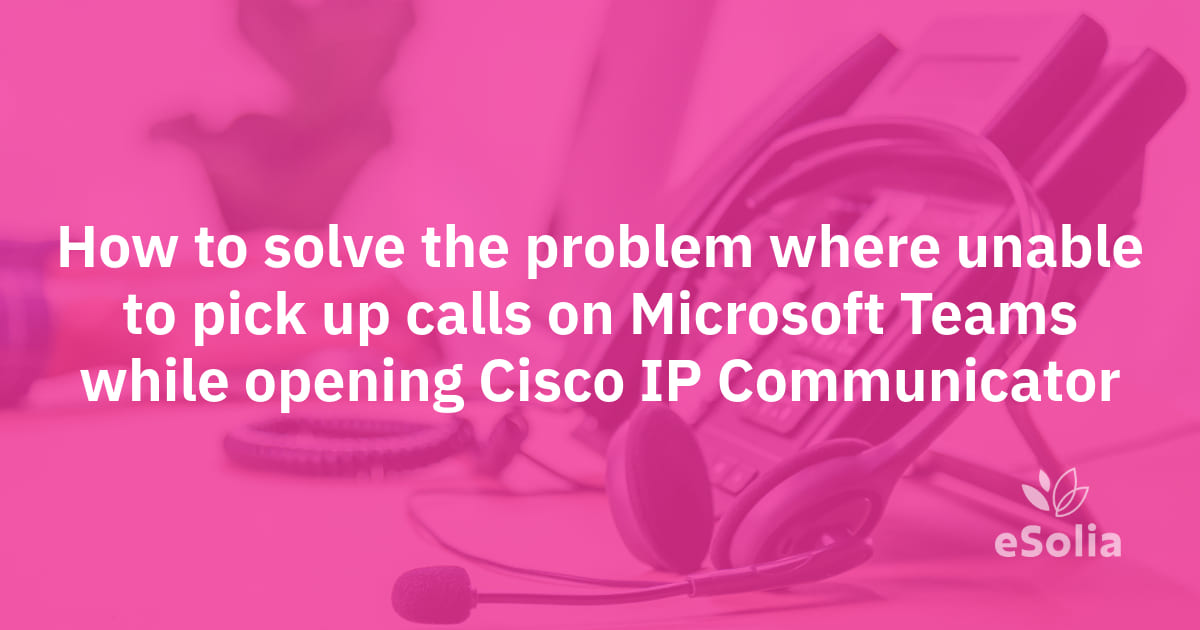 How to solve the problem where unable
to pick up calls on Microsoft Teams
while opening Cisco IP Communicator
eSolia